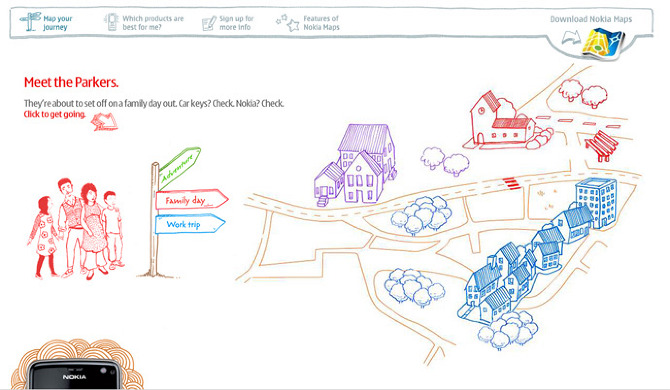 Map your
journey
Which products are
best for me?
Sign up for
more info
Features of
Nokia Maps
Download Nokia Maps
Meet the Parkers.
They're about to set off on a family day out. Car keys? Check. Nokia? Check.
Click to get going.
Adventure
Family day
Work trip
NOKIA